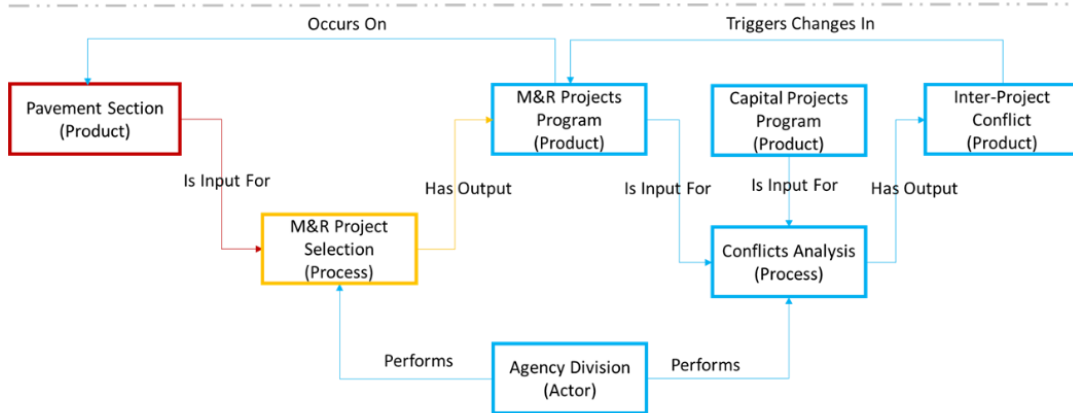 Occurs On
Triggers Changes In
Pavement Section
(Product)
M&R Projects
Program
(Product)
Capital Projects
Program
(Product)
Inter-Project
Conflict
(Product)
Is Input For
Has Output
Is Input For
Is Input For
Has Output
M&R Project
Selection
(Process)
Conflicts Analysis
(Process)
Performs
Agency Division
(Actor)
Performs